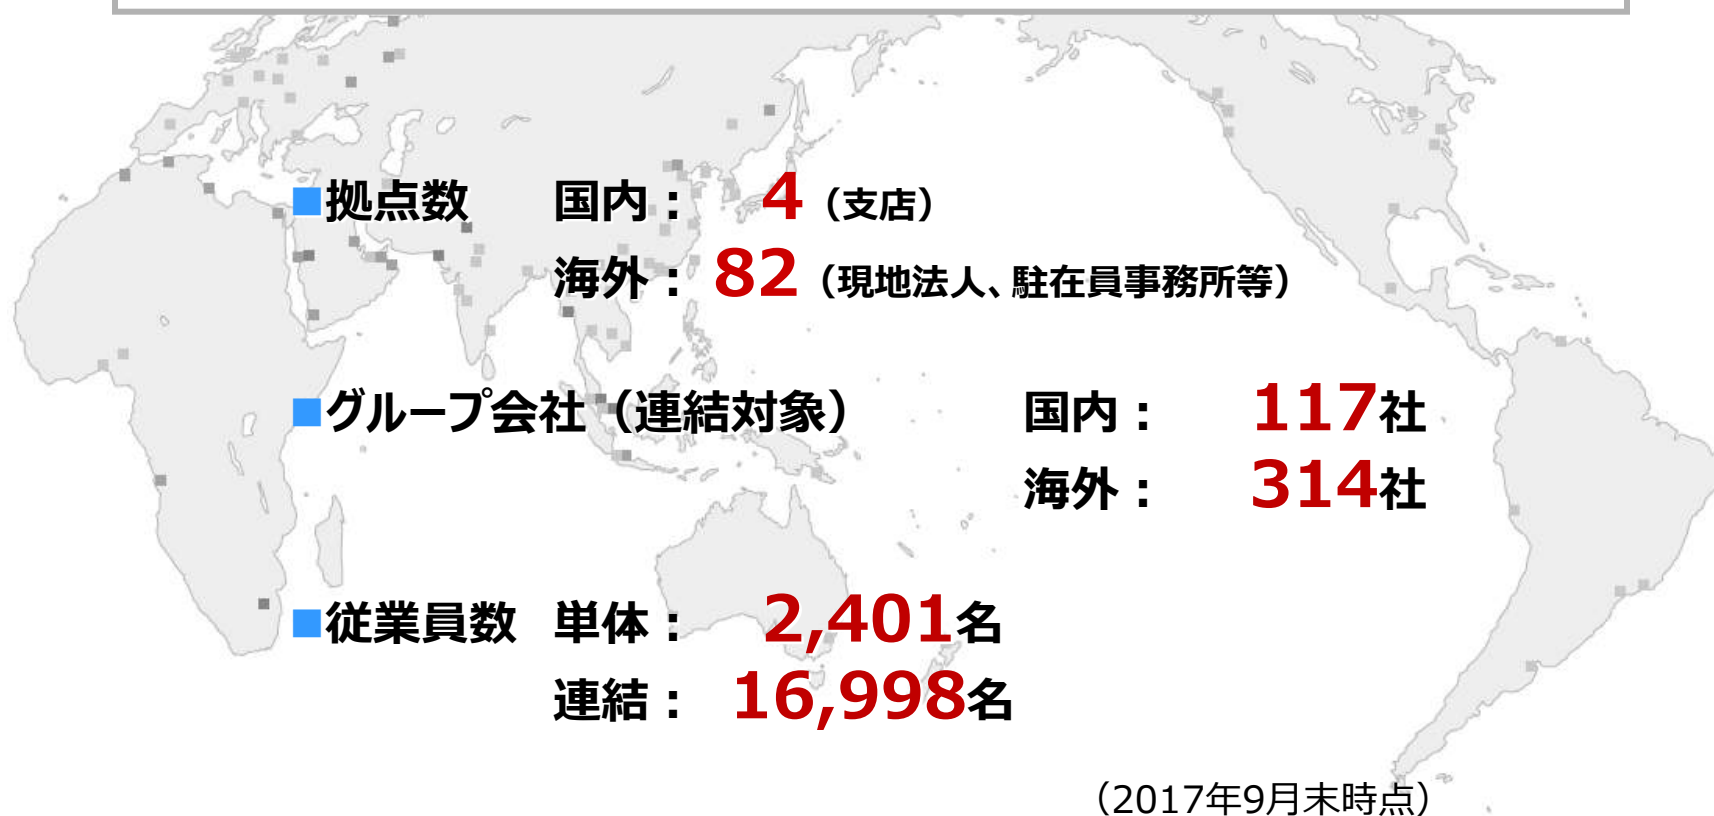 ■拠点数 国内： 4（支店）
海外： 82（現地法人、駐在員事務所等）
■グループ会社（連結対象） 国内： 117社
海外： 314社
■従業員数 単体： 2,401名
連結： 16,998名
（2017年9月末時点）